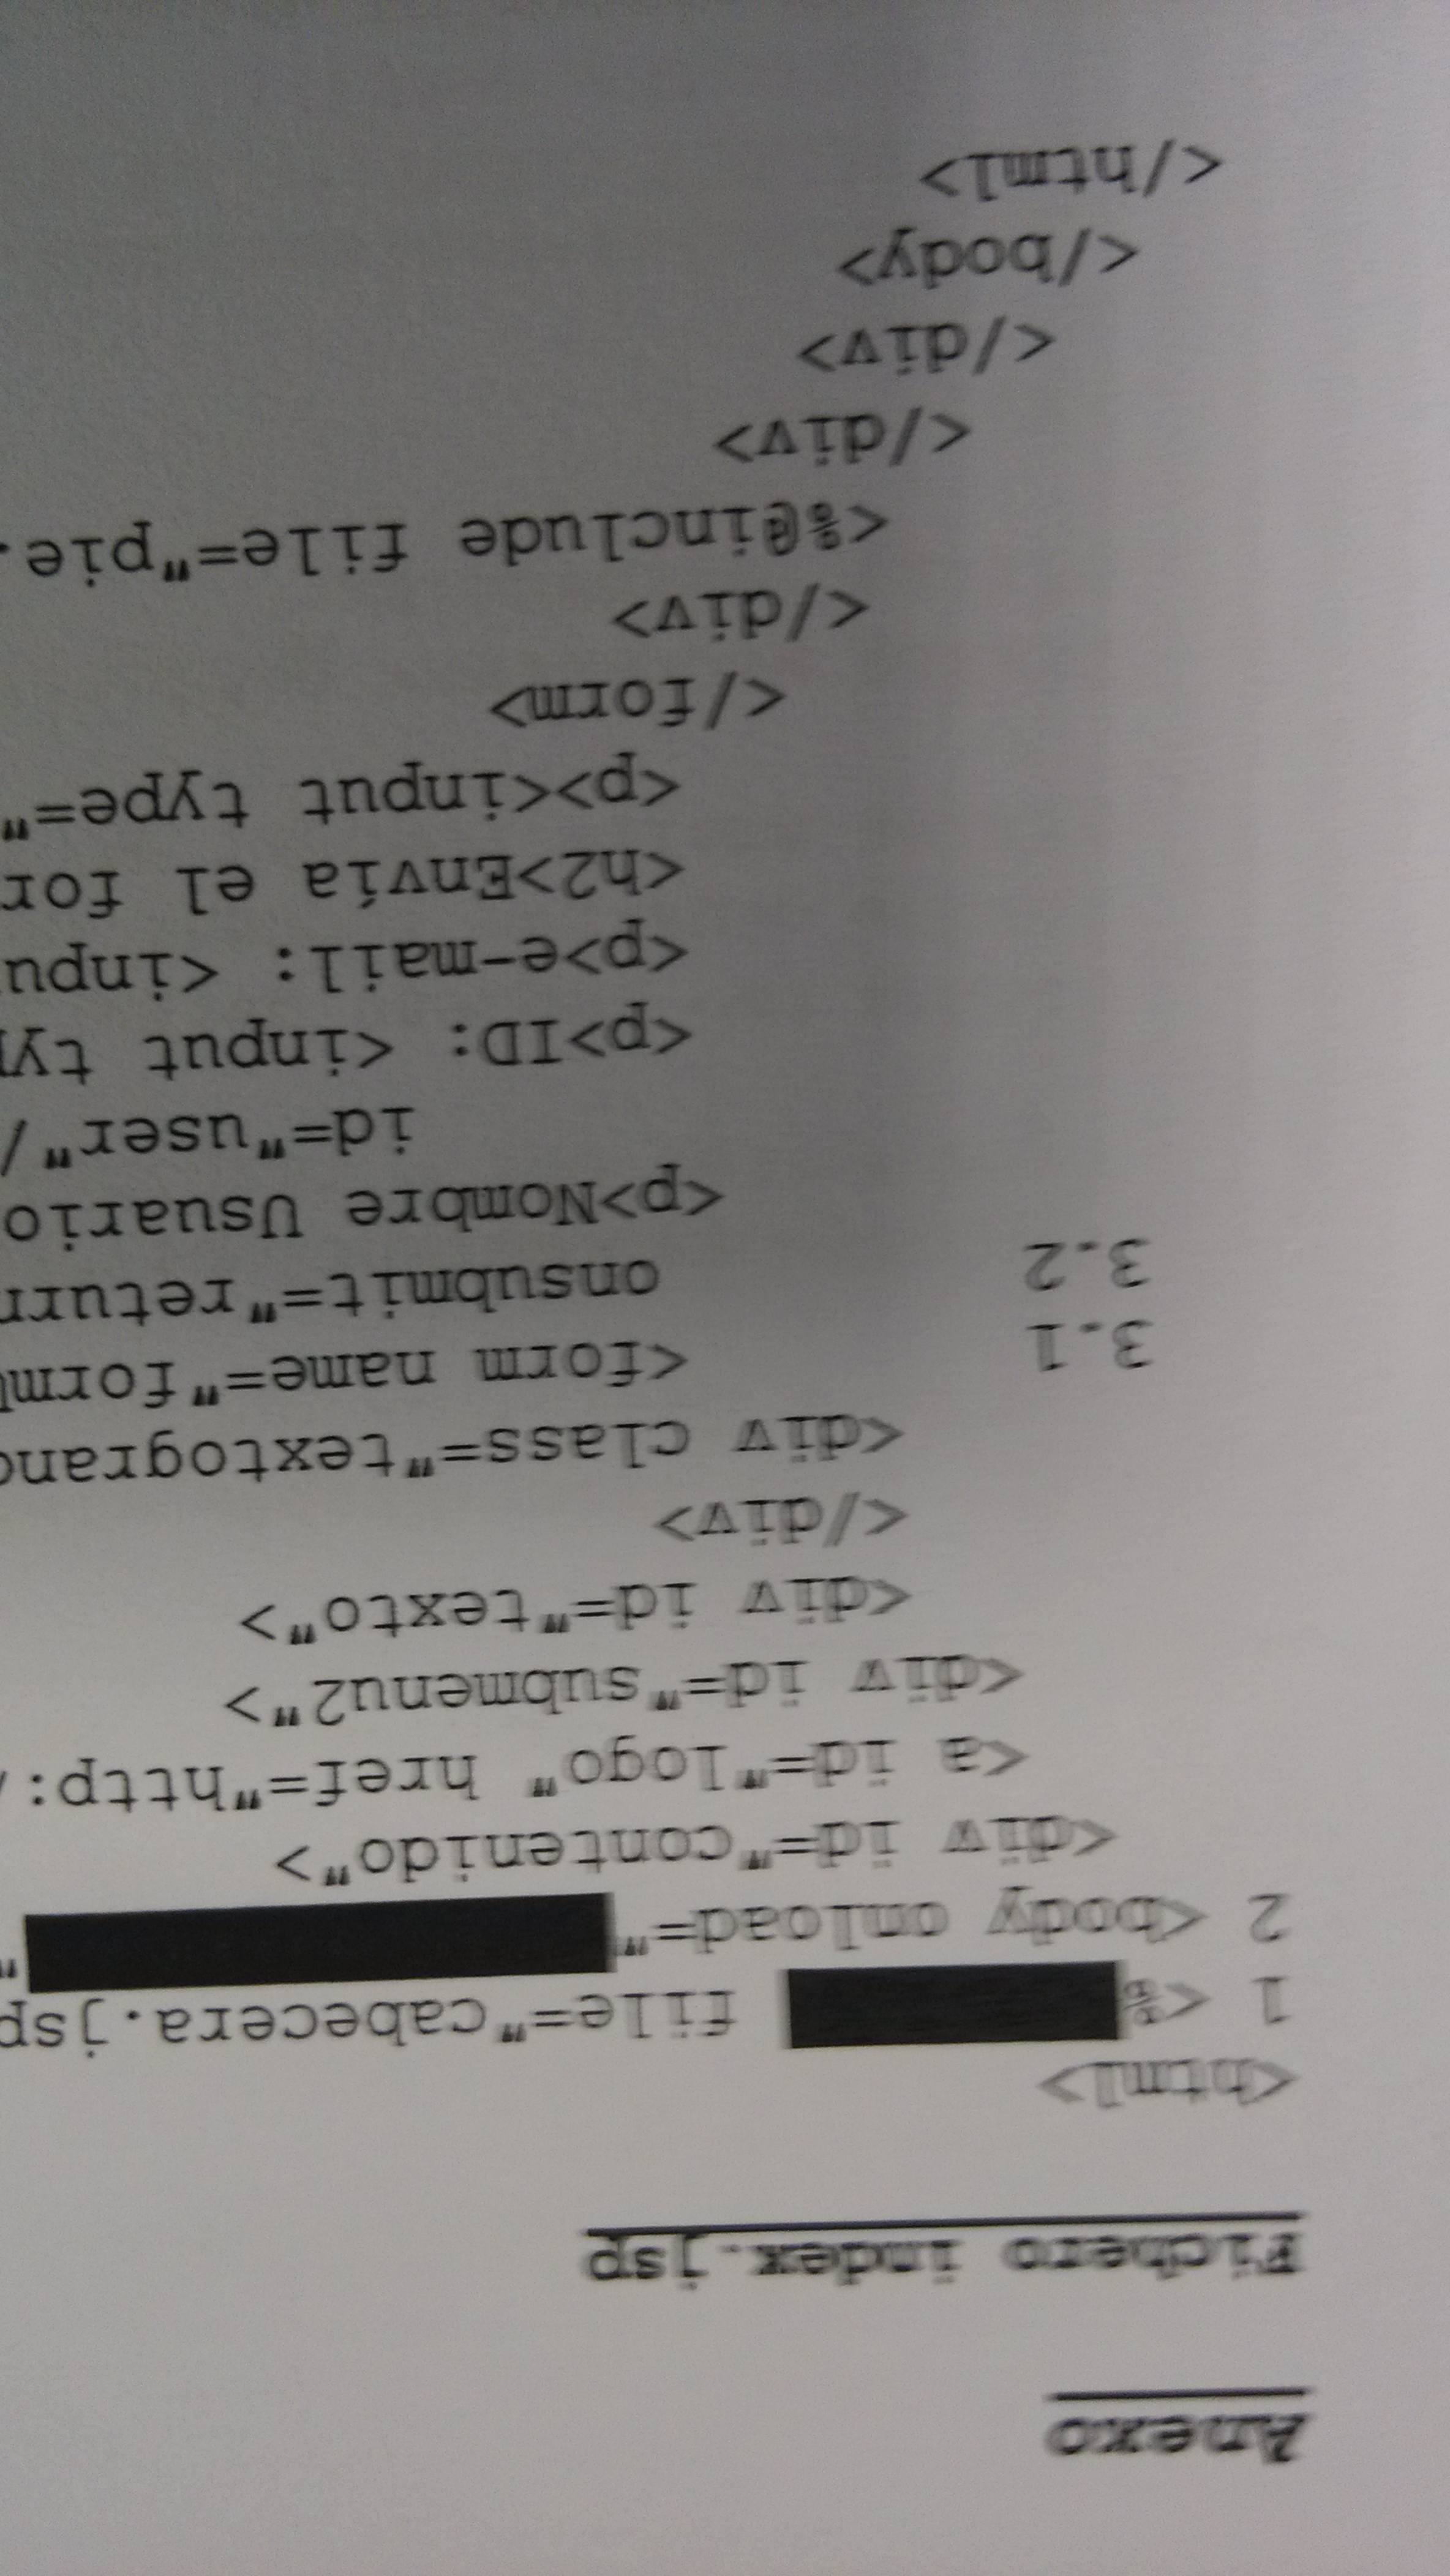 Anexo
Fichero index.jsp
<html>
1 <% file="cabecera.jsp
2 <body onload=" "
<div id="contenido">
<a id="logo" href="http:/
<div id="submenu2">
<div id="texto">
</div>
<div class="textogrand
3.1 <form name="form
3.2 onsubmit="return
<p>Nombre Usuario
id="user"/
<p>ID: <input typ
<p>e-mail: <inpu
<h2>Envía el for
<p><input type="
</form>
</div>
<%@include file="pie.
</div>
</div>
</body>
</html>